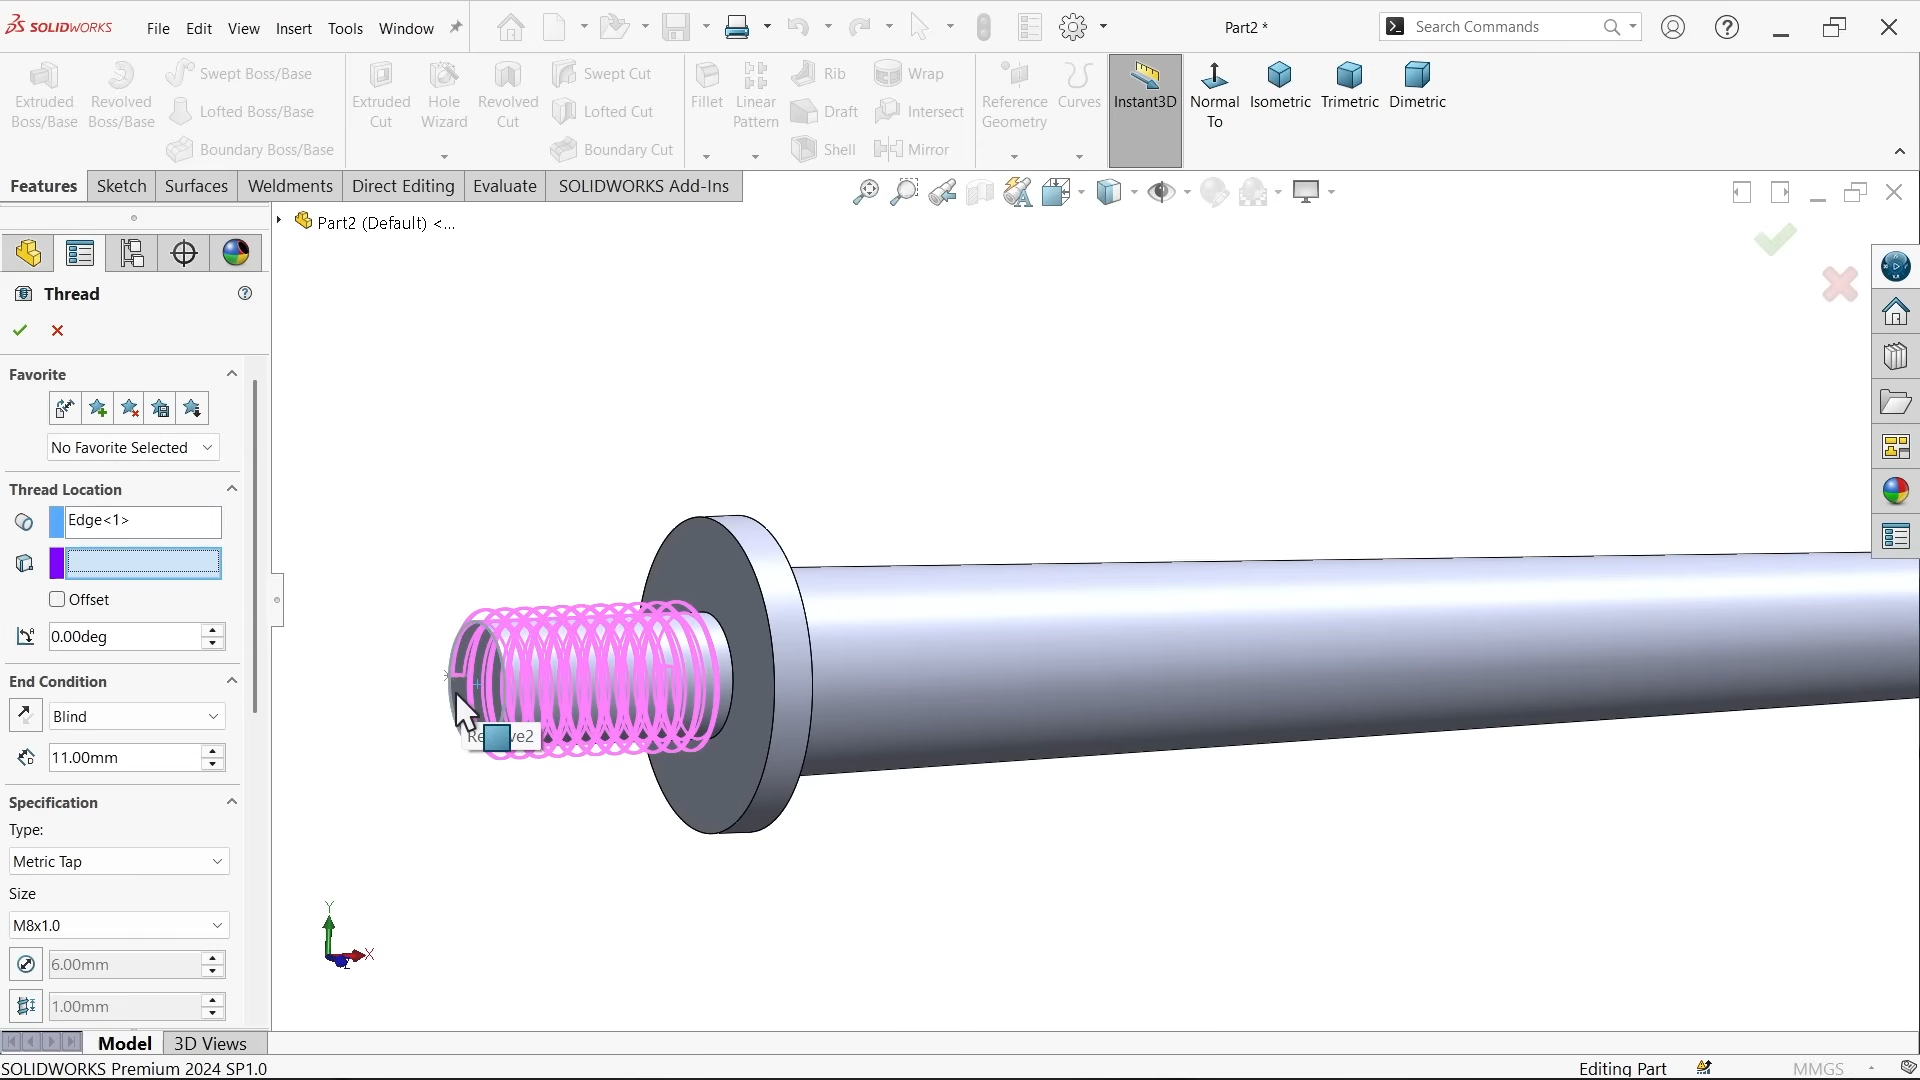 SOLIDWORKS File Edit View Insert Tools Window Part2 * Search Commands
Extruded Boss/Base
Revolved Boss/Base
Swept Boss/Base
Lofted Boss/Base
Boundary Boss/Base
Extruded Cut
Hole Wizard
Revolved Cut
Swept Cut
Lofted Cut
Boundary Cut
Fillet
Linear Pattern
Rib
Draft
Shell
Wrap
Intersect
Mirror
Reference Geometry
Curves
Instant3D
Normal To
Isometric
Trimetric
Dimetric
Features Sketch Surfaces Weldments Direct Editing Evaluate SOLIDWORKS Add-Ins
Part2 (Default) <...
Thread
Favorite
No Favorite Selected
Thread Location
Edge<1>
Offset
0.00deg
End Condition
Blind
11.00mm
Specification
Type:
Metric Tap
Size
M8x1.0
6.00mm
1.00mm
Y
X
Z
Model 3D Views
SOLIDWORKS Premium 2024 SP1.0 Editing Part MMGS